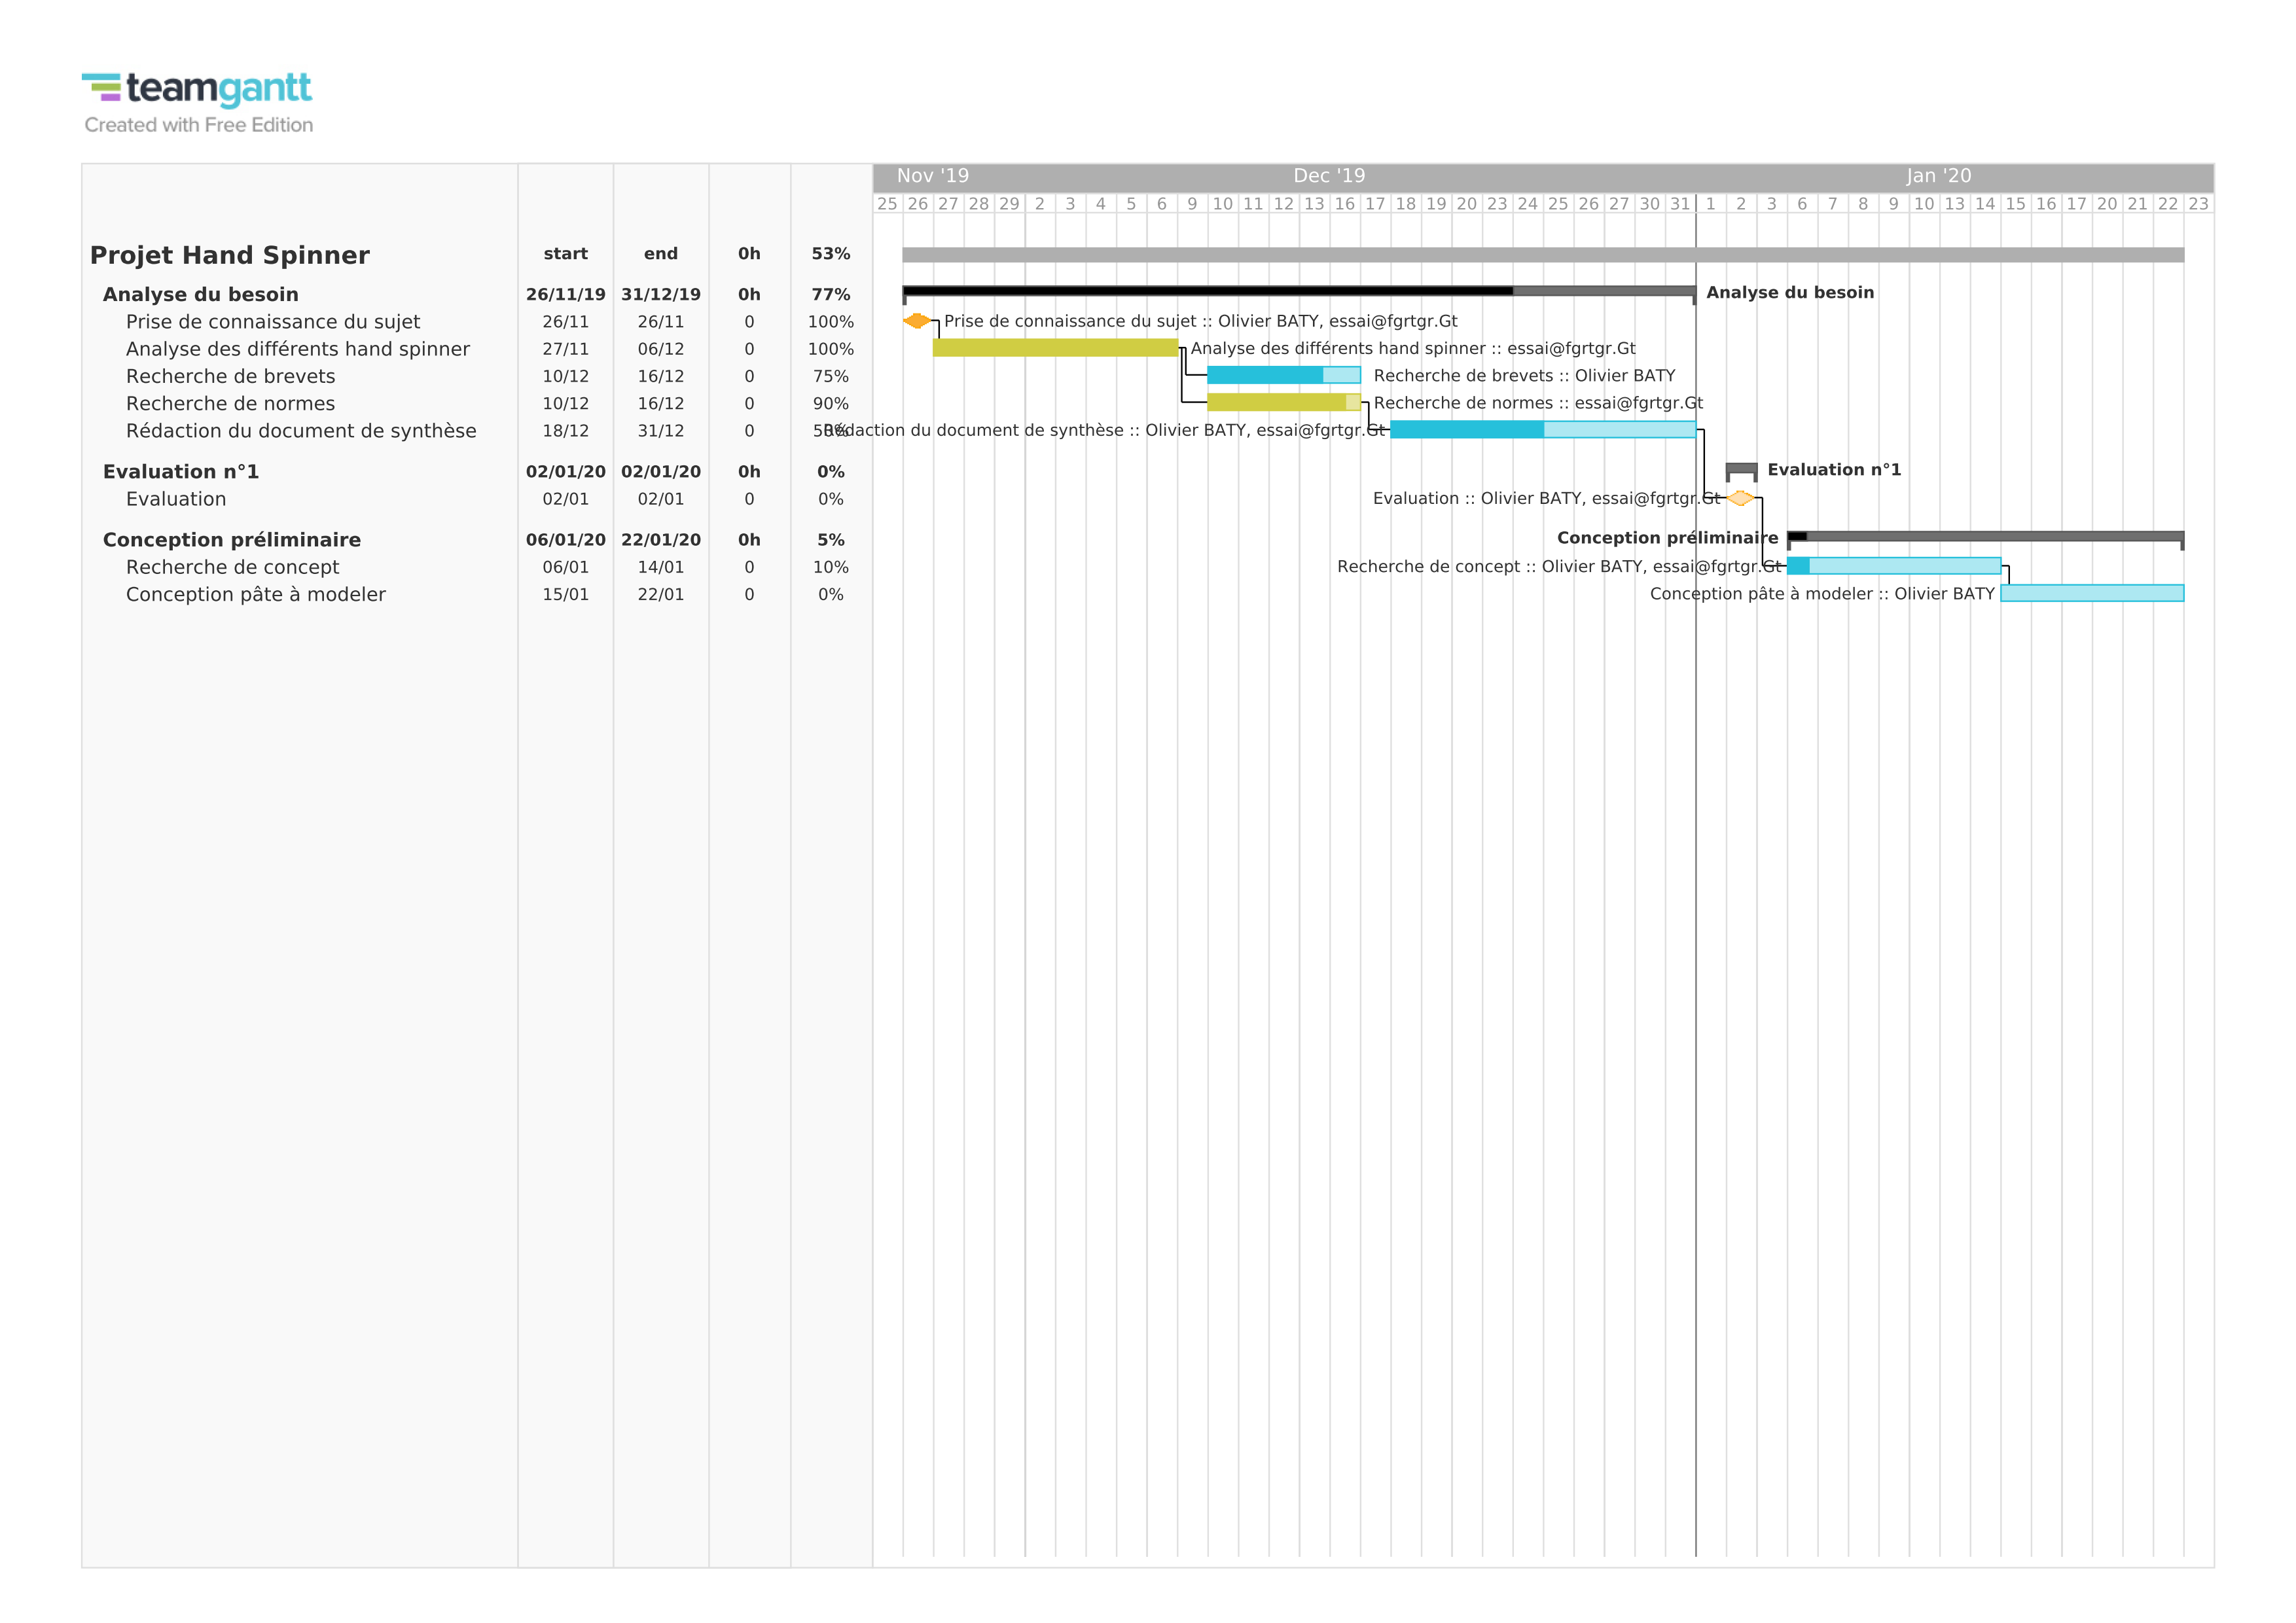 teamgantt
Created with Free Edition
Nov '19 Dec '19 Jan '20
25 26 27 28 29 2 3 4 5 6 9 10 11 12 13 16 17 18 19 20 23 24 25 26 27 30 31 1 2 3 6 7 8 9 10 13 14 15 16 17 20 21 22 23
Projet Hand Spinner start end 0h 53%
Analyse du besoin 26/11/19 31/12/19 0h 77% Analyse du besoin
Prise de connaissance du sujet 26/11 26/11 0 100% Prise de connaissance du sujet :: Olivier BATY, essai@fgrtgr.Gt
Analyse des différents hand spinner 27/11 06/12 0 100% Analyse des différents hand spinner :: essai@fgrtgr.Gt
Recherche de brevets 10/12 16/12 0 75% Recherche de brevets :: Olivier BATY
Recherche de normes 10/12 16/12 0 90% Recherche de normes :: essai@fgrtgr.Gt
Rédaction du document de synthèse 18/12 31/12 0 50% Rédaction du document de synthèse :: Olivier BATY, essai@fgrtgr.Gt
Evaluation n°1 02/01/20 02/01/20 0h 0% Evaluation n°1
Evaluation 02/01 02/01 0 0% Evaluation :: Olivier BATY, essai@fgrtgr.Gt
Conception préliminaire 06/01/20 22/01/20 0h 5% Conception préliminaire
Recherche de concept 06/01 14/01 0 10% Recherche de concept :: Olivier BATY, essai@fgrtgr.Gt
Conception pâte à modeler 15/01 22/01 0 0% Conception pâte à modeler :: Olivier BATY